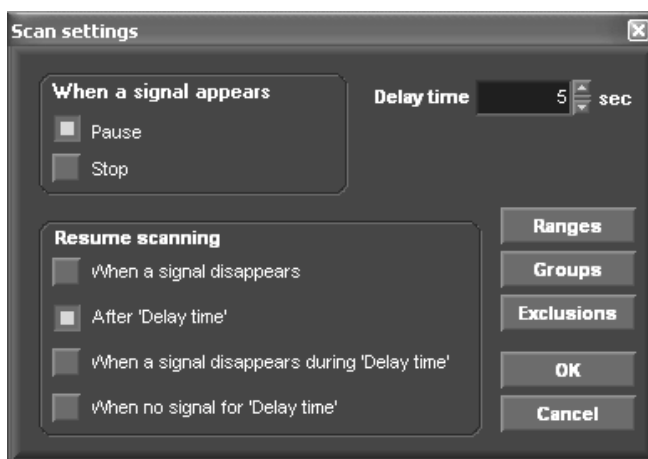 Scan settings
When a signal appears
Pause
Stop
Delay time 5 sec
Resume scanning
When a signal disappears
After 'Delay time'
When a signal disappears during 'Delay time'
When no signal for 'Delay time'
Ranges
Groups
Exclusions
OK
Cancel